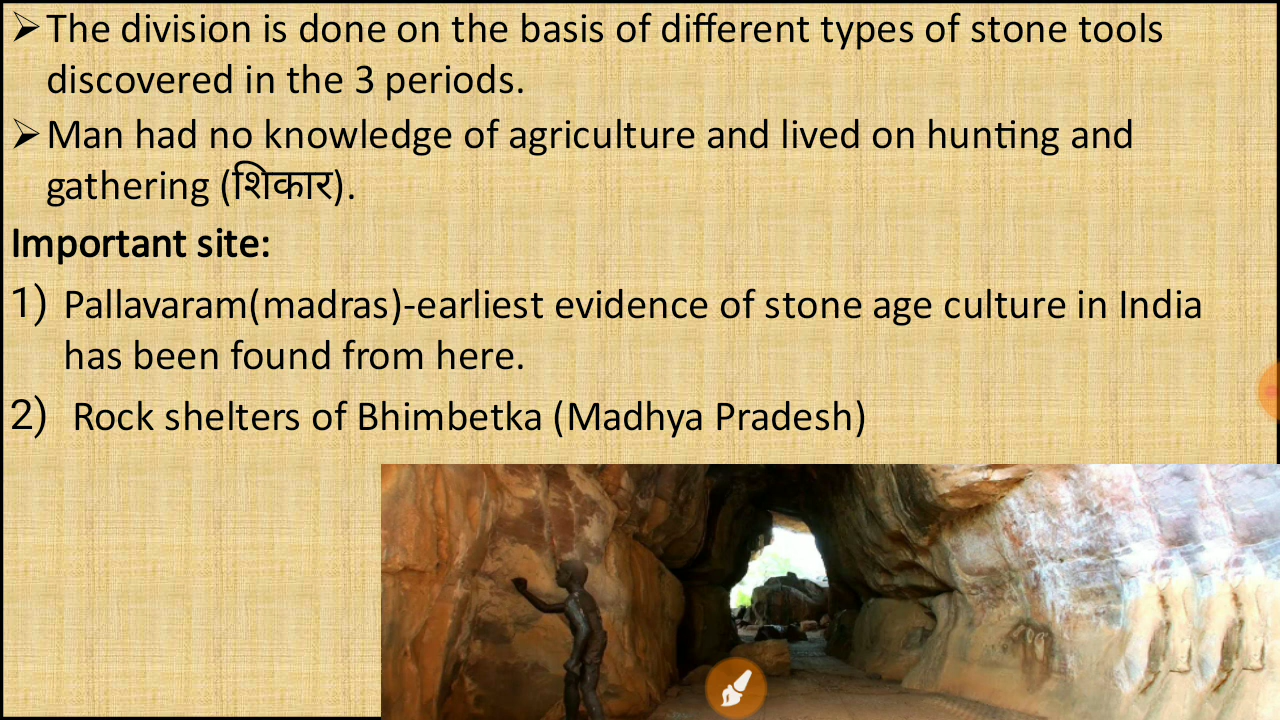 ➢The division is done on the basis of different types of stone tools
discovered in the 3 periods.
➢Man had no knowledge of agriculture and lived on hunting and
gathering (शिकार).
Important site:
1) Pallavaram(madras)-earliest evidence of stone age culture in India
has been found from here.
2) Rock shelters of Bhimbetka (Madhya Pradesh)